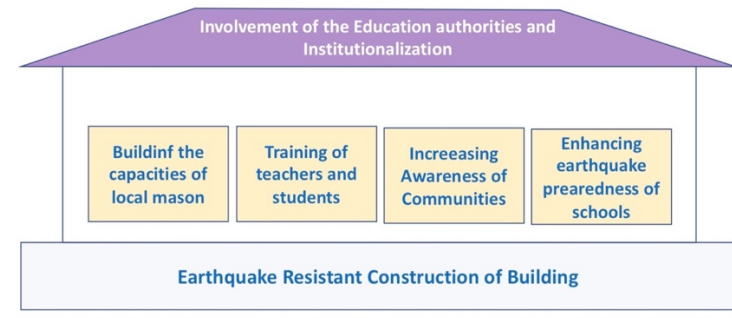 Involvement of the Education authorities and
Institutionalization
Buildinf the
capacities of
local mason
Training of
teachers and
students
Increeasing
Awareness of
Communities
Enhancing
earthquake
prearedness of
schools
Earthquake Resistant Construction of Building